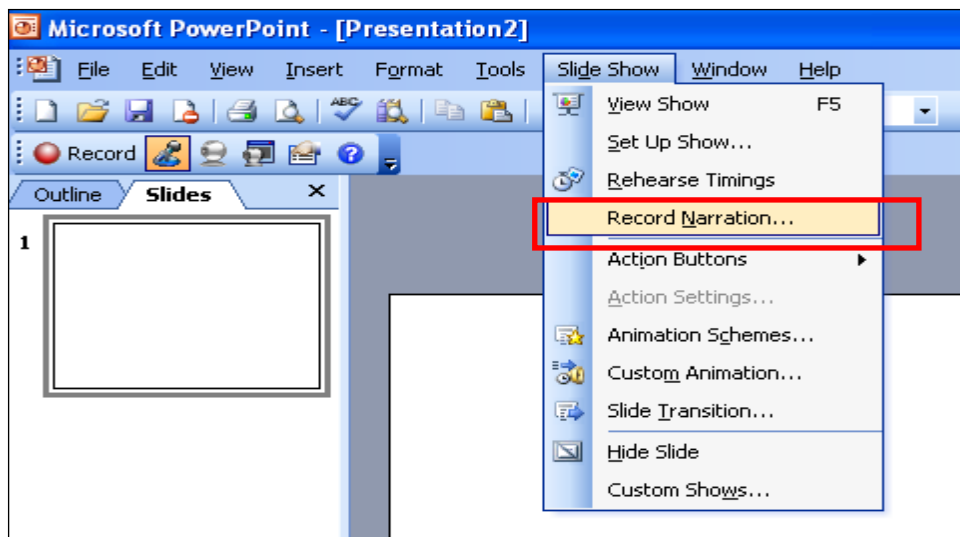 Microsoft PowerPoint - [Presentation2]
File Edit View Insert Format Tools Slide Show Window Help
ABC
Record
Outline Slides ×
1
View Show F5
Set Up Show...
Rehearse Timings
Record Narration...
Action Buttons
Action Settings...
Animation Schemes...
Custom Animation...
Slide Transition...
Hide Slide
Custom Shows...